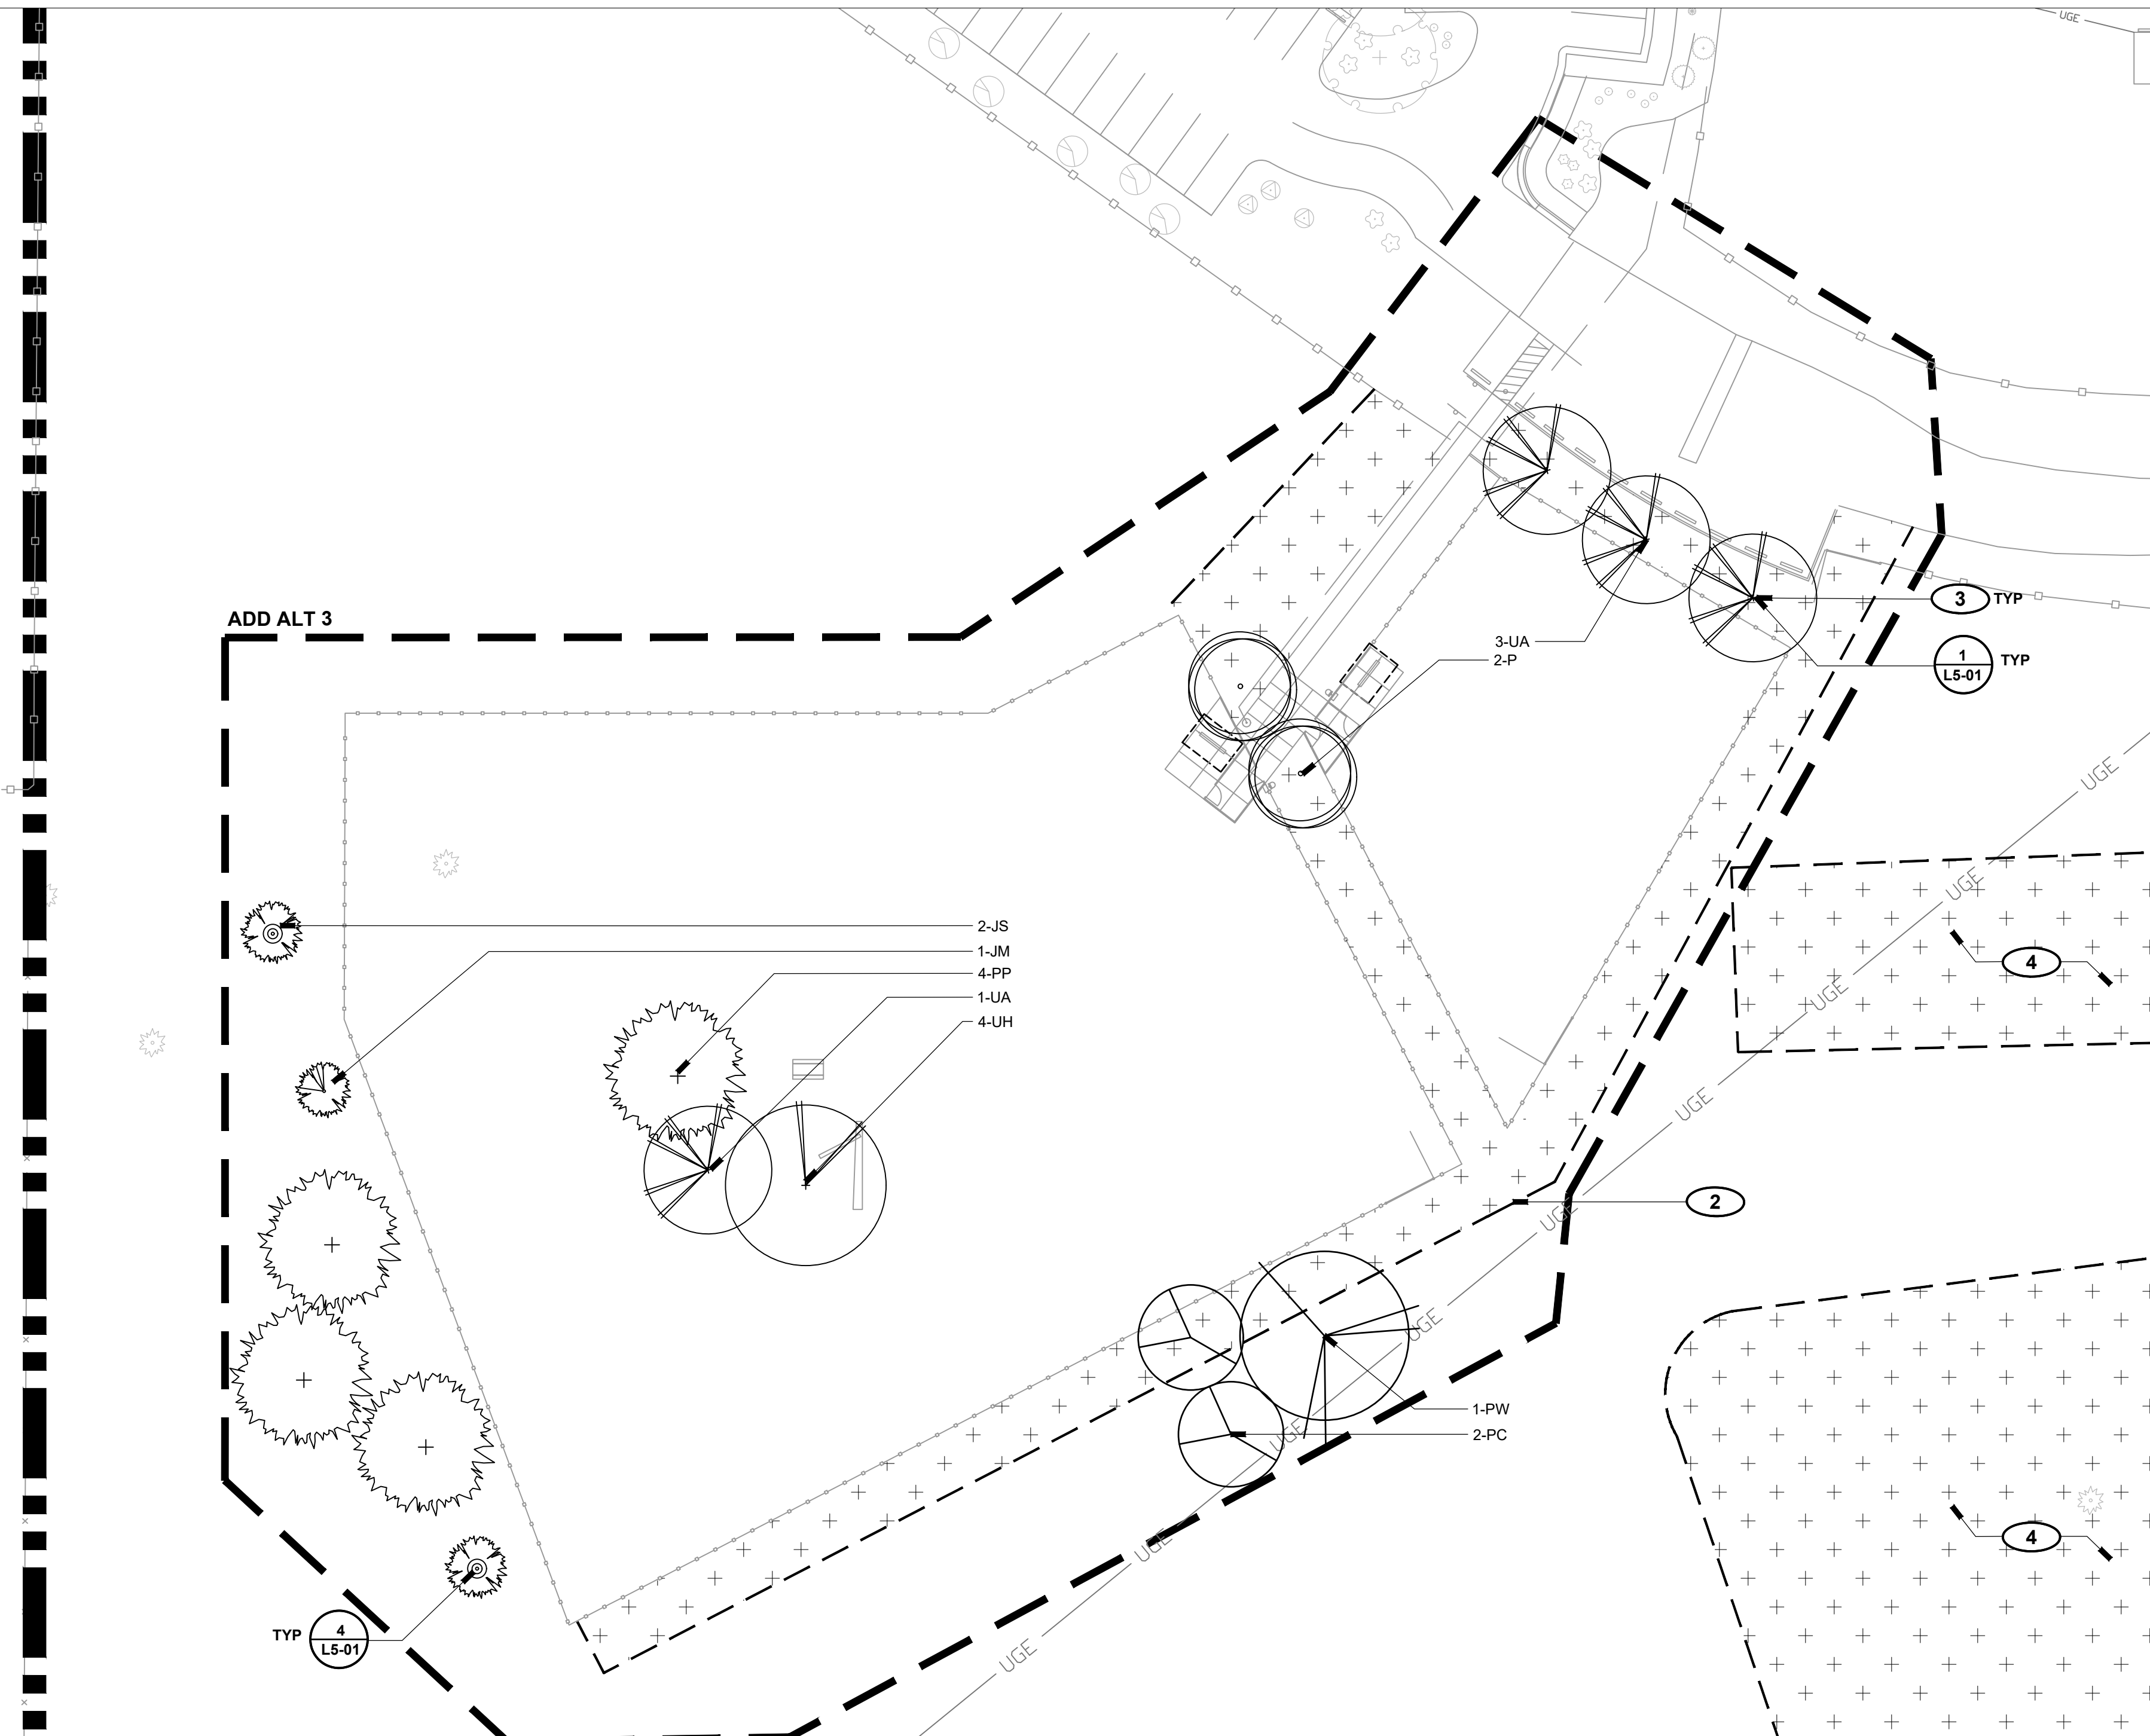 UGE
ADD ALT 3
3 TYP
3-UA
2-P
1
L5-01
TYP
UGE
UGE
2-JS
4
1-JM
4-PP
UGE
1-UA
4-UH
UGE
2
UGE
UGE
1-PW
2-PC
UGE
4
UGE
TYP
4
L5-01
UGE